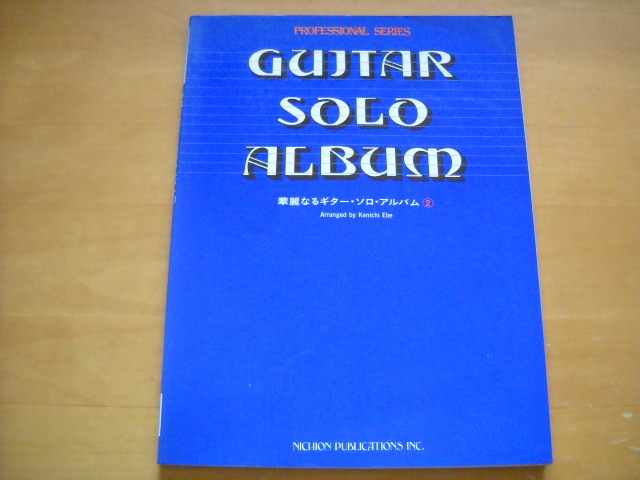 PROFESSIONAL SERIES
GUITAR
SOLO
ALBUM
華麗なるギター・ソロ・アルバム②
Arranged by Kenichi Ebe
NICHION PUBLICATIONS INC.